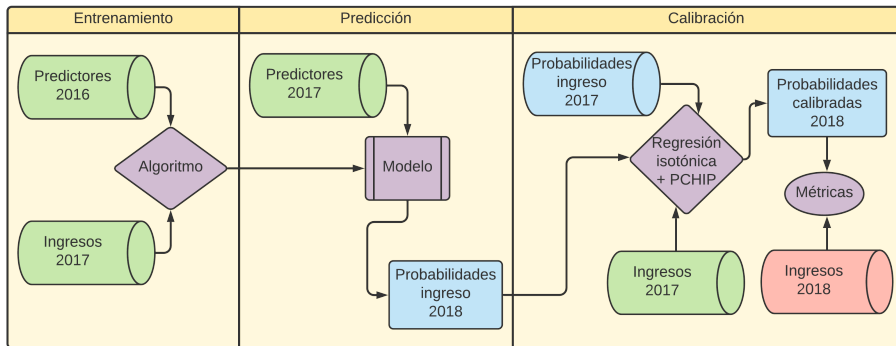 Entrenamiento
Predicción
Calibración
Predictores
2016
Algoritmo
Ingresos
2017
Predictores
2017
Modelo
Probabilidades
ingreso
2018
Probabilidades
ingreso
2017
Regresión
isotónica
+ PCHIP
Ingresos
2017
Probabilidades
calibradas
2018
Métricas
Ingresos
2018